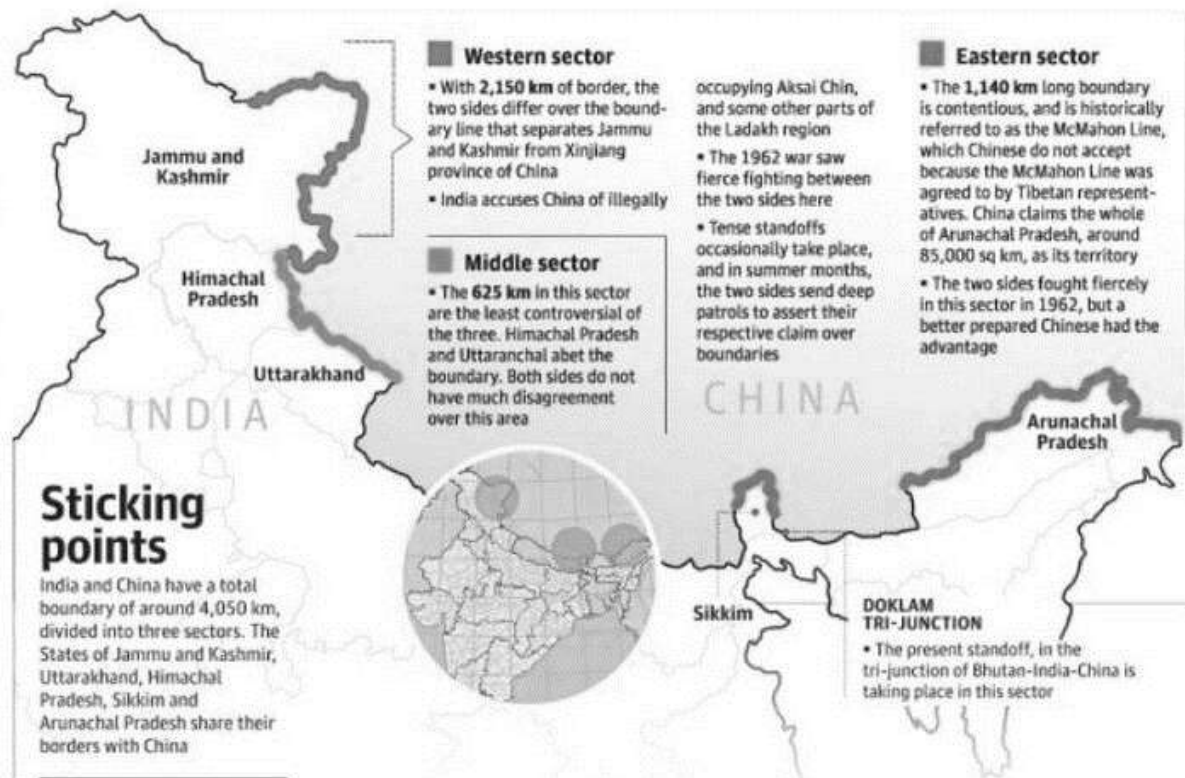 Western sector
• With 2,150 km of border, the
two sides differ over the bound-
ary line that separates Jammu
and Kashmir from Xinjiang
province of China
• India accuses China of illegally
occupying Aksai Chin,
and some other parts of
the Ladakh region
• The 1962 war saw
fierce fighting between
the two sides here
• Tense standoffs
occasionally take place,
and in summer months,
the two sides send deep
patrols to assert their
respective claim over
boundaries
Middle sector
• The 625 km in this sector
are the least controversial of
the three. Himachal Pradesh
and Uttaranchal abet the
boundary. Both sides do not
have much disagreement
over this area
Eastern sector
• The 1,140 km long boundary
is contentious, and is historically
referred to as the McMahon Line,
which Chinese do not accept
because the McMahon Line was
agreed to by Tibetan represent-
atives. China claims the whole
of Arunachal Pradesh, around
85,000 sq km, as its territory
• The two sides fought fiercely
in this sector in 1962, but a
better prepared Chinese had the
advantage
Jammu and
Kashmir
Himachal
Pradesh
Uttarakhand
INDIA
CHINA
Arunachal
Pradesh
Sikkim
Sticking
points
India and China have a total
boundary of around 4,050 km,
divided into three sectors. The
States of Jammu and Kashmir,
Uttarakhand, Himachal
Pradesh, Sikkim and
Arunachal Pradesh share their
borders with China
DOKLAM
TRI-JUNCTION
• The present standoff, in the
tri-junction of Bhutan-India-China is
taking place in this sector